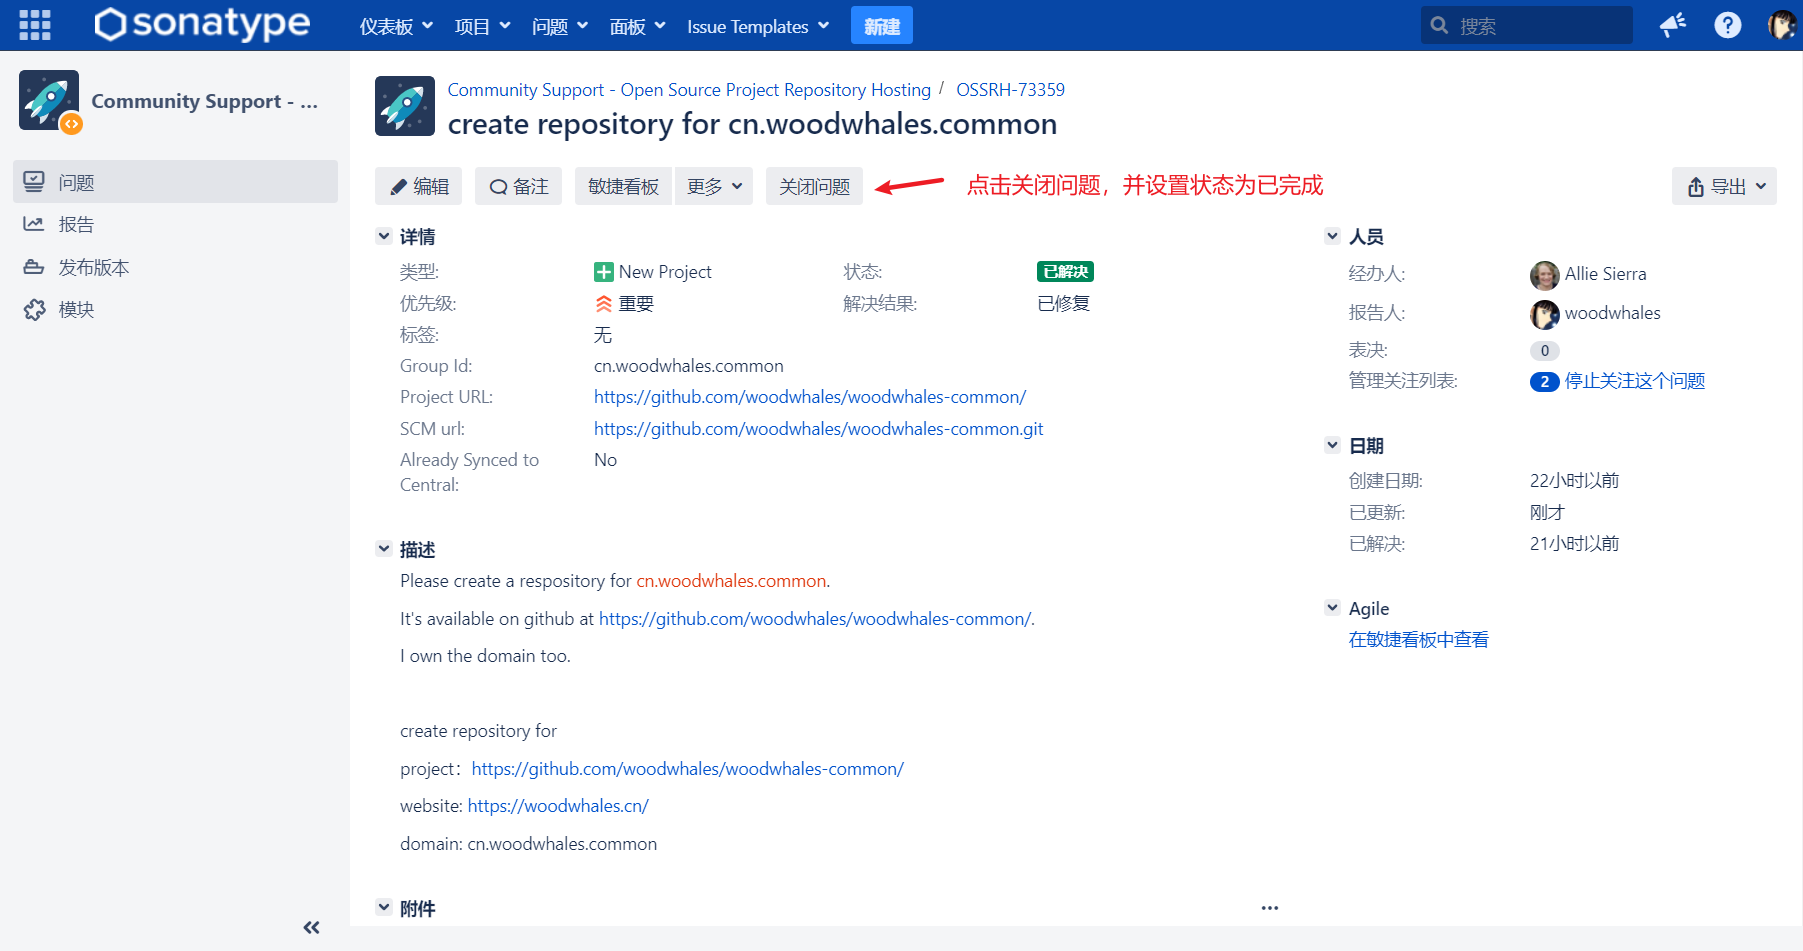 sonatype
仪表板 项目 问题 面板 Issue Templates 新建 搜索
Community Support - ...
问题
报告
发布版本
模块
Community Support - Open Source Project Repository Hosting / OSSRH-73359
create repository for cn.woodwhales.common
编辑 备注 敏捷看板 更多 关闭问题 点击关闭问题，并设置状态为已完成 导出
详情
类型: New Project 状态: 已解决
优先级: 重要 解决结果: 已修复
标签: 无
Group Id: cn.woodwhales.common
Project URL: https://github.com/woodwhales/woodwhales-common/
SCM url: https://github.com/woodwhales/woodwhales-common.git
Already Synced to Central: No
描述
Please create a respository for cn.woodwhales.common.
It's available on github at https://github.com/woodwhales/woodwhales-common/.
I own the domain too.
create repository for
project： https://github.com/woodwhales/woodwhales-common/
website: https://woodwhales.cn/
domain: cn.woodwhales.common
附件
人员
经办人: Allie Sierra
报告人: woodwhales
表决: 0
管理关注列表: 2 停止关注这个问题
日期
创建日期: 22小时以前
已更新: 刚才
已解决: 21小时以前
Agile
在敏捷看板中查看